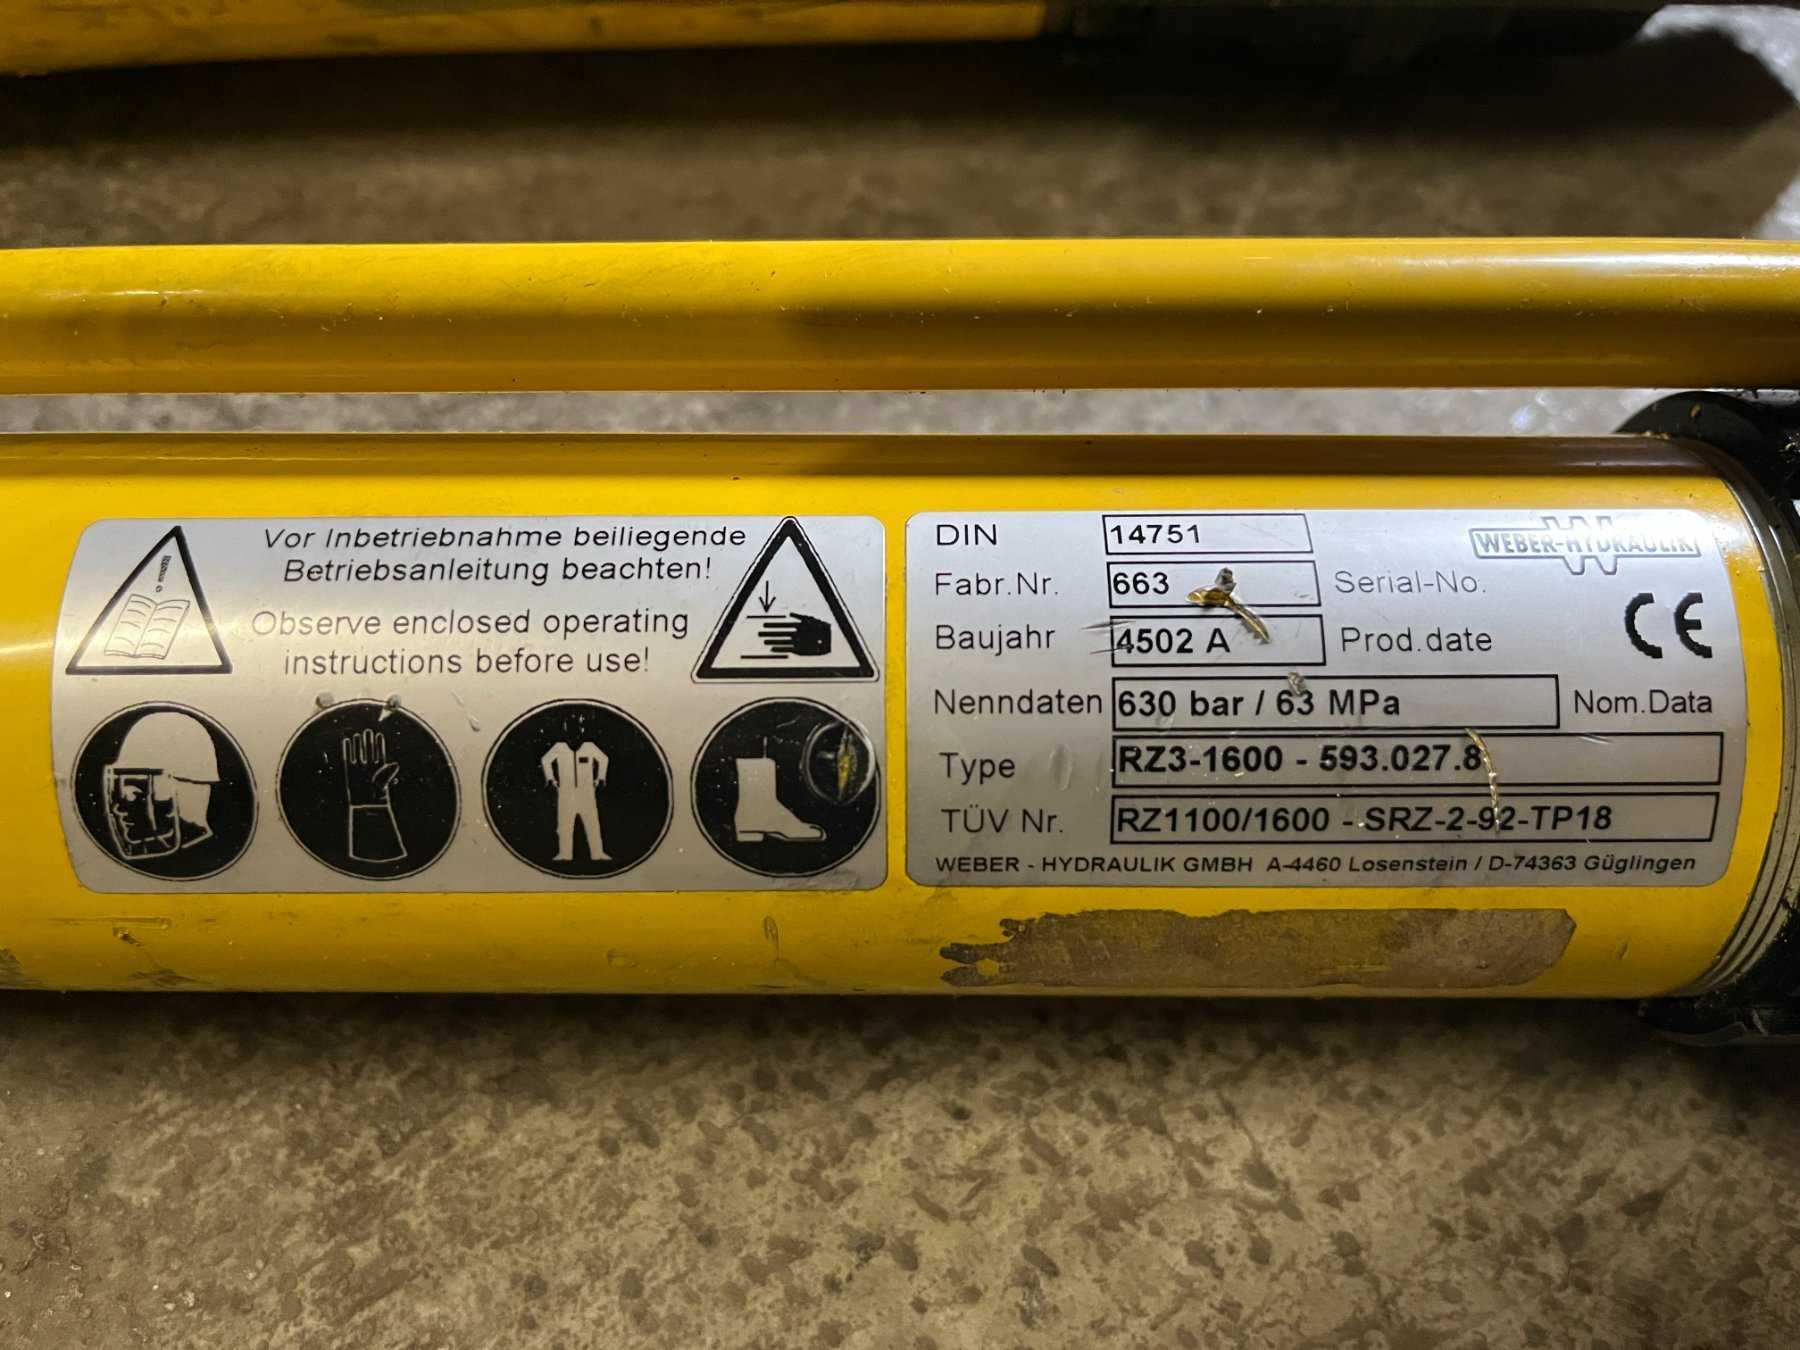 Vor Inbetriebnahme beiliegende
Betriebsanleitung beachten!
Observe enclosed operating
instructions before use!
DIN 14751 WEBER-HYDRAULIK
Fabr.Nr. 663 Serial-No.
Baujahr 4502 A Prod.date CE
Nenndaten 630 bar / 63 MPa Nom.Data
Type RZ3-1600 - 593.027.8
TÜV Nr. RZ1100/1600 - SRZ-2-92-TP18
WEBER - HYDRAULIK GMBH A-4460 Losenstein / D-74363 Güglingen